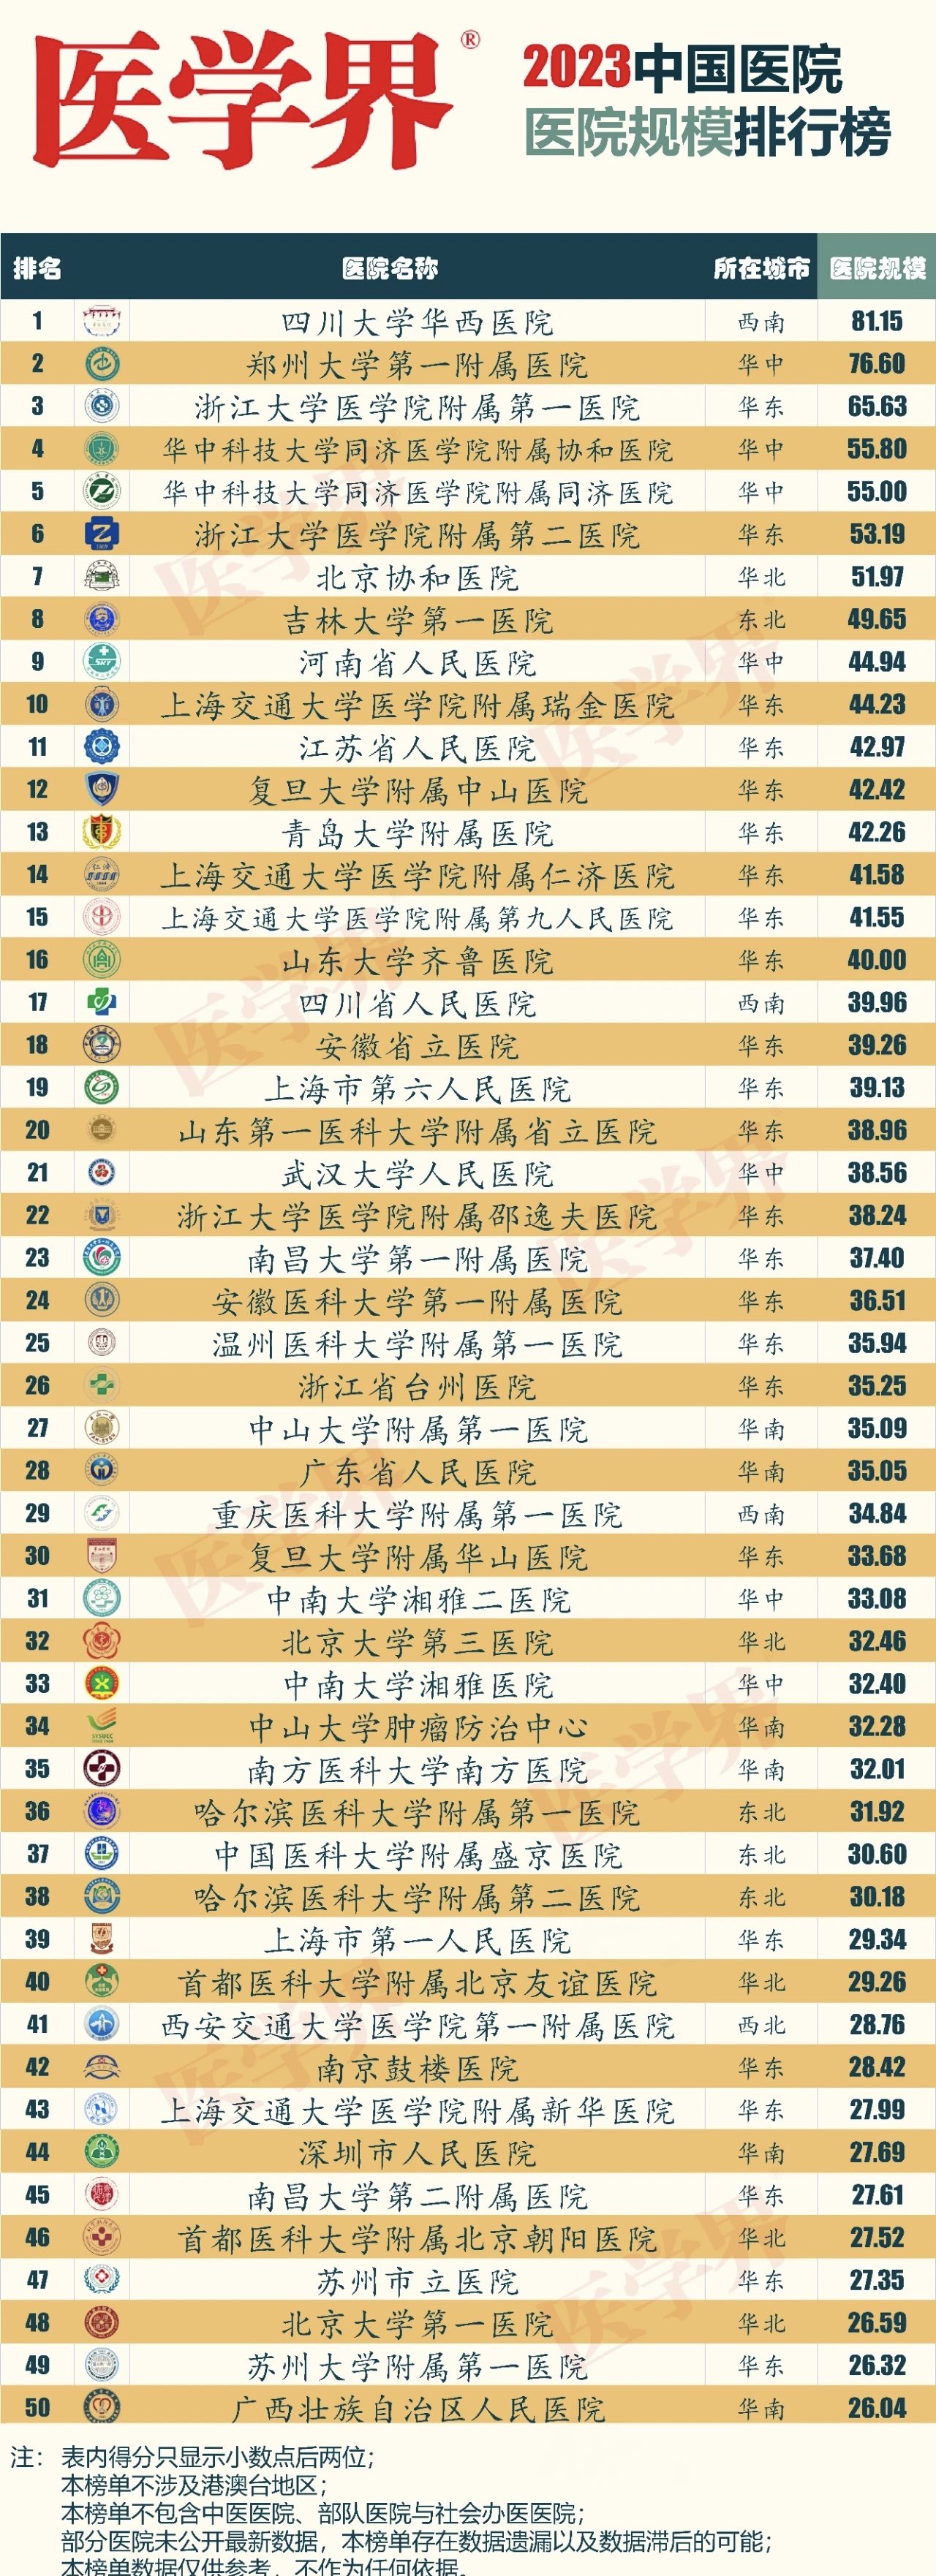 医学界®
2023中国医院
医院规模排行榜
排名 医院名称 所在城市 医院规模
1 四川大学华西医院 西南 81.15
2 郑州大学第一附属医院 华中 76.60
3 浙江大学医学院附属第一医院 华东 65.63
4 华中科技大学同济医学院附属协和医院 华中 55.80
5 华中科技大学同济医学院附属同济医院 华中 55.00
6 浙江大学医学院附属第二医院 华东 53.19
7 北京协和医院 华北 51.97
8 吉林大学第一医院 东北 49.65
9 河南省人民医院 华中 44.94
10 上海交通大学医学院附属瑞金医院 华东 44.23
11 江苏省人民医院 华东 42.97
12 复旦大学附属中山医院 华东 42.42
13 青岛大学附属医院 华东 42.26
14 上海交通大学医学院附属仁济医院 华东 41.58
15 上海交通大学医学院附属第九人民医院 华东 41.55
16 山东大学齐鲁医院 华东 40.00
17 四川省人民医院 西南 39.96
18 安徽省立医院 华东 39.26
19 上海市第六人民医院 华东 39.13
20 山东第一医科大学附属省立医院 华东 38.96
21 武汉大学人民医院 华中 38.56
22 浙江大学医学院附属邵逸夫医院 华东 38.24
23 南昌大学第一附属医院 华东 37.40
24 安徽医科大学第一附属医院 华东 36.51
25 温州医科大学附属第一医院 华东 35.94
26 浙江省台州医院 华东 35.25
27 中山大学附属第一医院 华南 35.09
28 广东省人民医院 华南 35.05
29 重庆医科大学附属第一医院 西南 34.84
30 复旦大学附属华山医院 华东 33.68
31 中南大学湘雅二医院 华中 33.08
32 北京大学第三医院 华北 32.46
33 中南大学湘雅医院 华中 32.40
34 中山大学肿瘤防治中心 华南 32.28
35 南方医科大学南方医院 华南 32.01
36 哈尔滨医科大学附属第一医院 东北 31.92
37 中国医科大学附属盛京医院 东北 30.60
38 哈尔滨医科大学附属第二医院 东北 30.18
39 上海市第一人民医院 华东 29.34
40 首都医科大学附属北京友谊医院 华北 29.26
41 西安交通大学医学院第一附属医院 西北 28.76
42 南京鼓楼医院 华东 28.42
43 上海交通大学医学院附属新华医院 华东 27.99
44 深圳市人民医院 华南 27.69
45 南昌大学第二附属医院 华东 27.61
46 首都医科大学附属北京朝阳医院 华北 27.52
47 苏州市立医院 华东 27.35
48 北京大学第一医院 华北 26.59
49 苏州大学附属第一医院 华东 26.32
50 广西壮族自治区人民医院 华南 26.04
注：表内得分只显示小数点后两位；
本榜单不涉及港澳台地区；
本榜单不包含中医医院、部队医院与社会办医医院；
部分医院未公开最新数据，本榜单存在数据遗漏以及数据滞后的可能；
本榜单数据仅供参考，不作为任何依据。